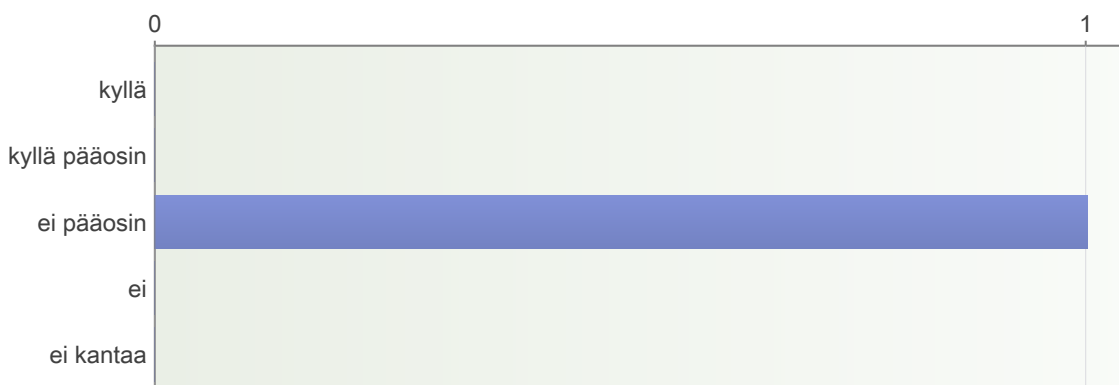 0 1
kyllä
kyllä pääosin
ei pääosin
ei
ei kantaa